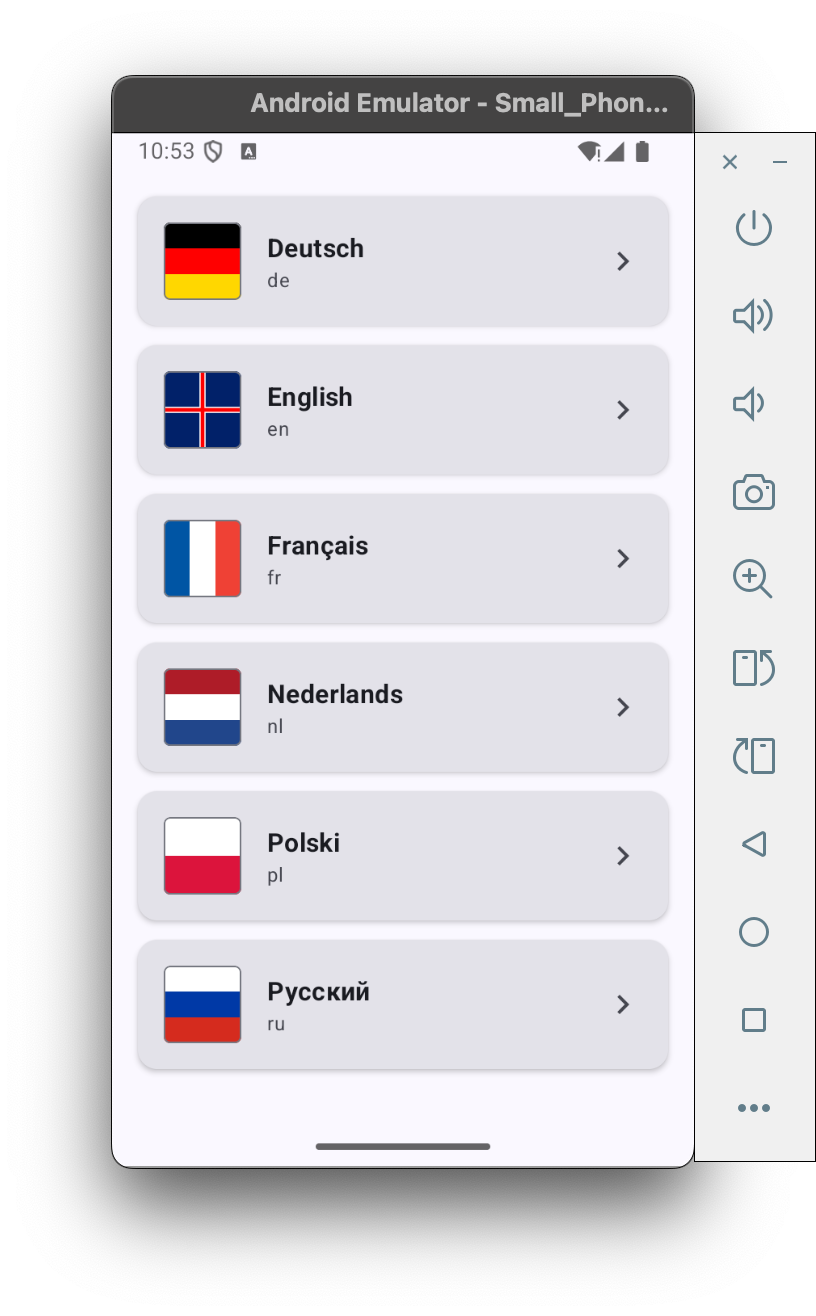 Android Emulator - Small_Phon...
10:53
A
Deutsch
de
English
en
Français
fr
Nederlands
nl
Polski
pl
Русский
ru